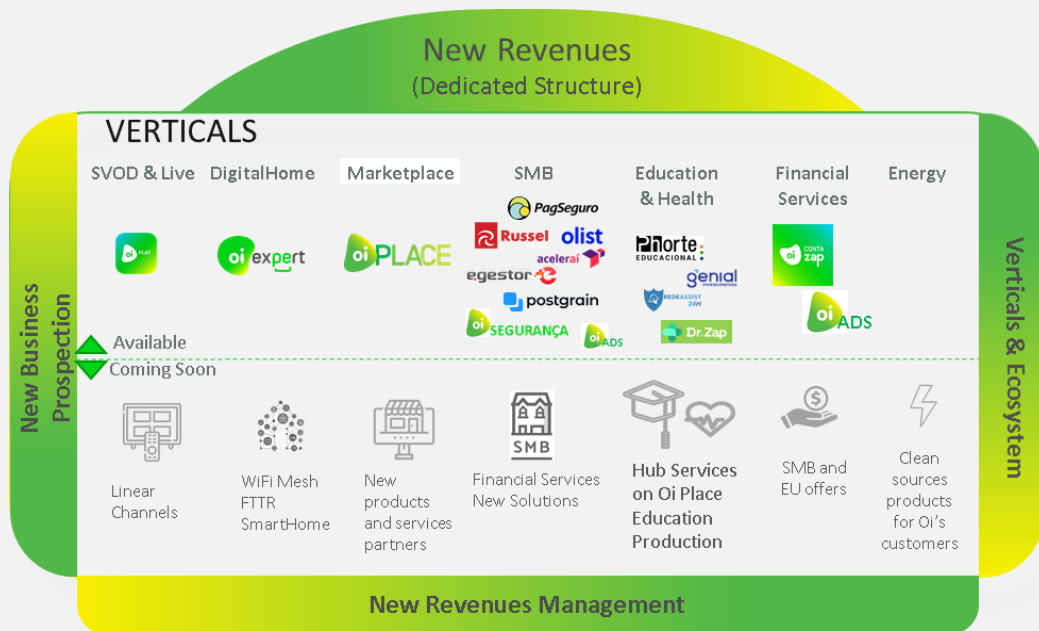 New Revenues
(Dedicated Structure)
New Business
Prospection
VERTICALS
SVOD & Live
DigitalHome
Marketplace
SMB
Education
& Health
Financial
Services
Energy
oi PLAY
oi expert
oi PLACE
PagSeguro
Russel
olist
aceleraí
egestor
postgrain
oi SEGURANÇA
oi ADS
Phorte:
EDUCACIONAL
genial
investimentos
REDEASSIST
24H
Dr. Zap
oi CONTA
zap
oi ADS
Available
Coming Soon
Linear
Channels
WiFi Mesh
FTTR
SmartHome
New
products
and services
partners
SMB
Financial Services
New Solutions
Hub Services
on Oi Place
Education
Production
$
SMB and
EU offers
Clean
sources
products
for Oi’s
customers
Verticals & Ecosystem
New Revenues Management